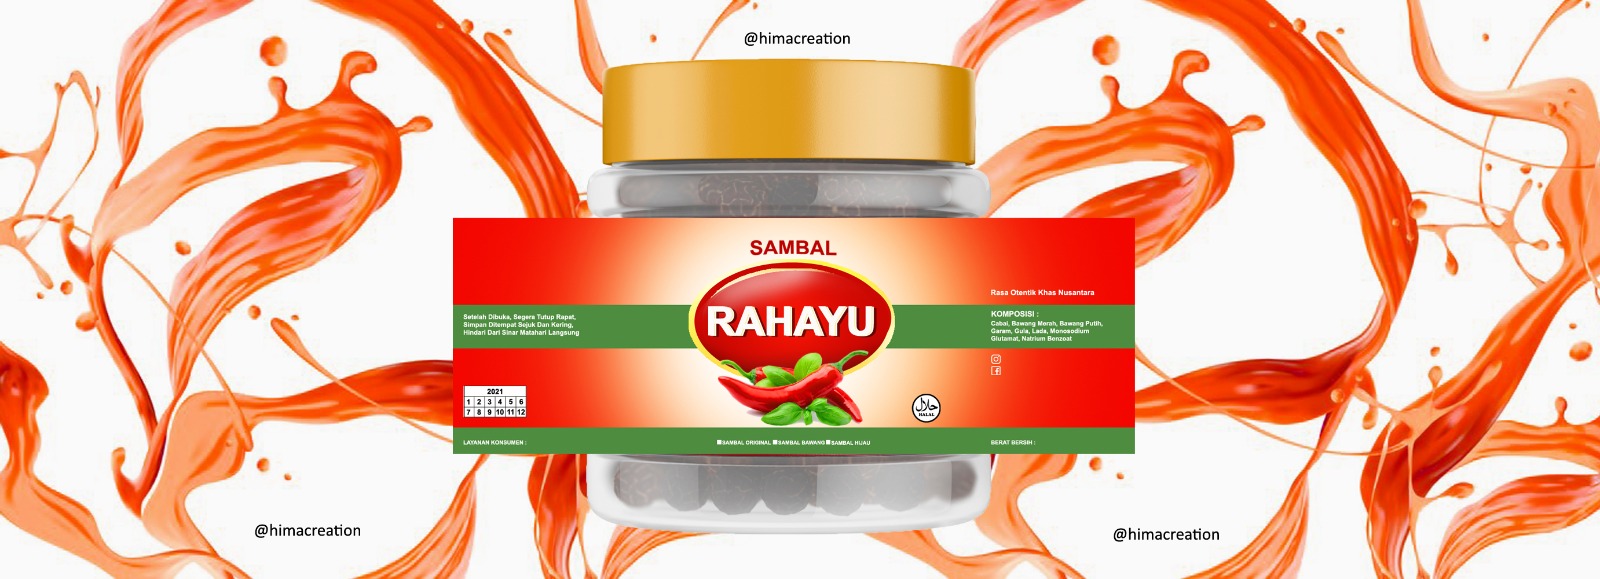 @himacreation
SAMBAL
RAHAYU
Setelah Dibuka, Segera Tutup Rapat,
Simpan Ditempat Sejuk Dan Kering,
Hindari Dari Sinar Matahari Langsung
Rasa Otentik Khas Nusantara
KOMPOSISI :
Cabai, Bawang Merah, Bawang Putih,
Garam, Gula, Lada, Monosodium
Glutamat, Natrium Benzoat
2021
1 2 3 4 5 6
7 8 9 10 11 12
حلال
HALAL
LAYANAN KONSUMEN :
SAMBAL ORIGINAL SAMBAL BAWANG SAMBAL HIJAU
BERAT BERSIH :
@himacreation
@himacreation